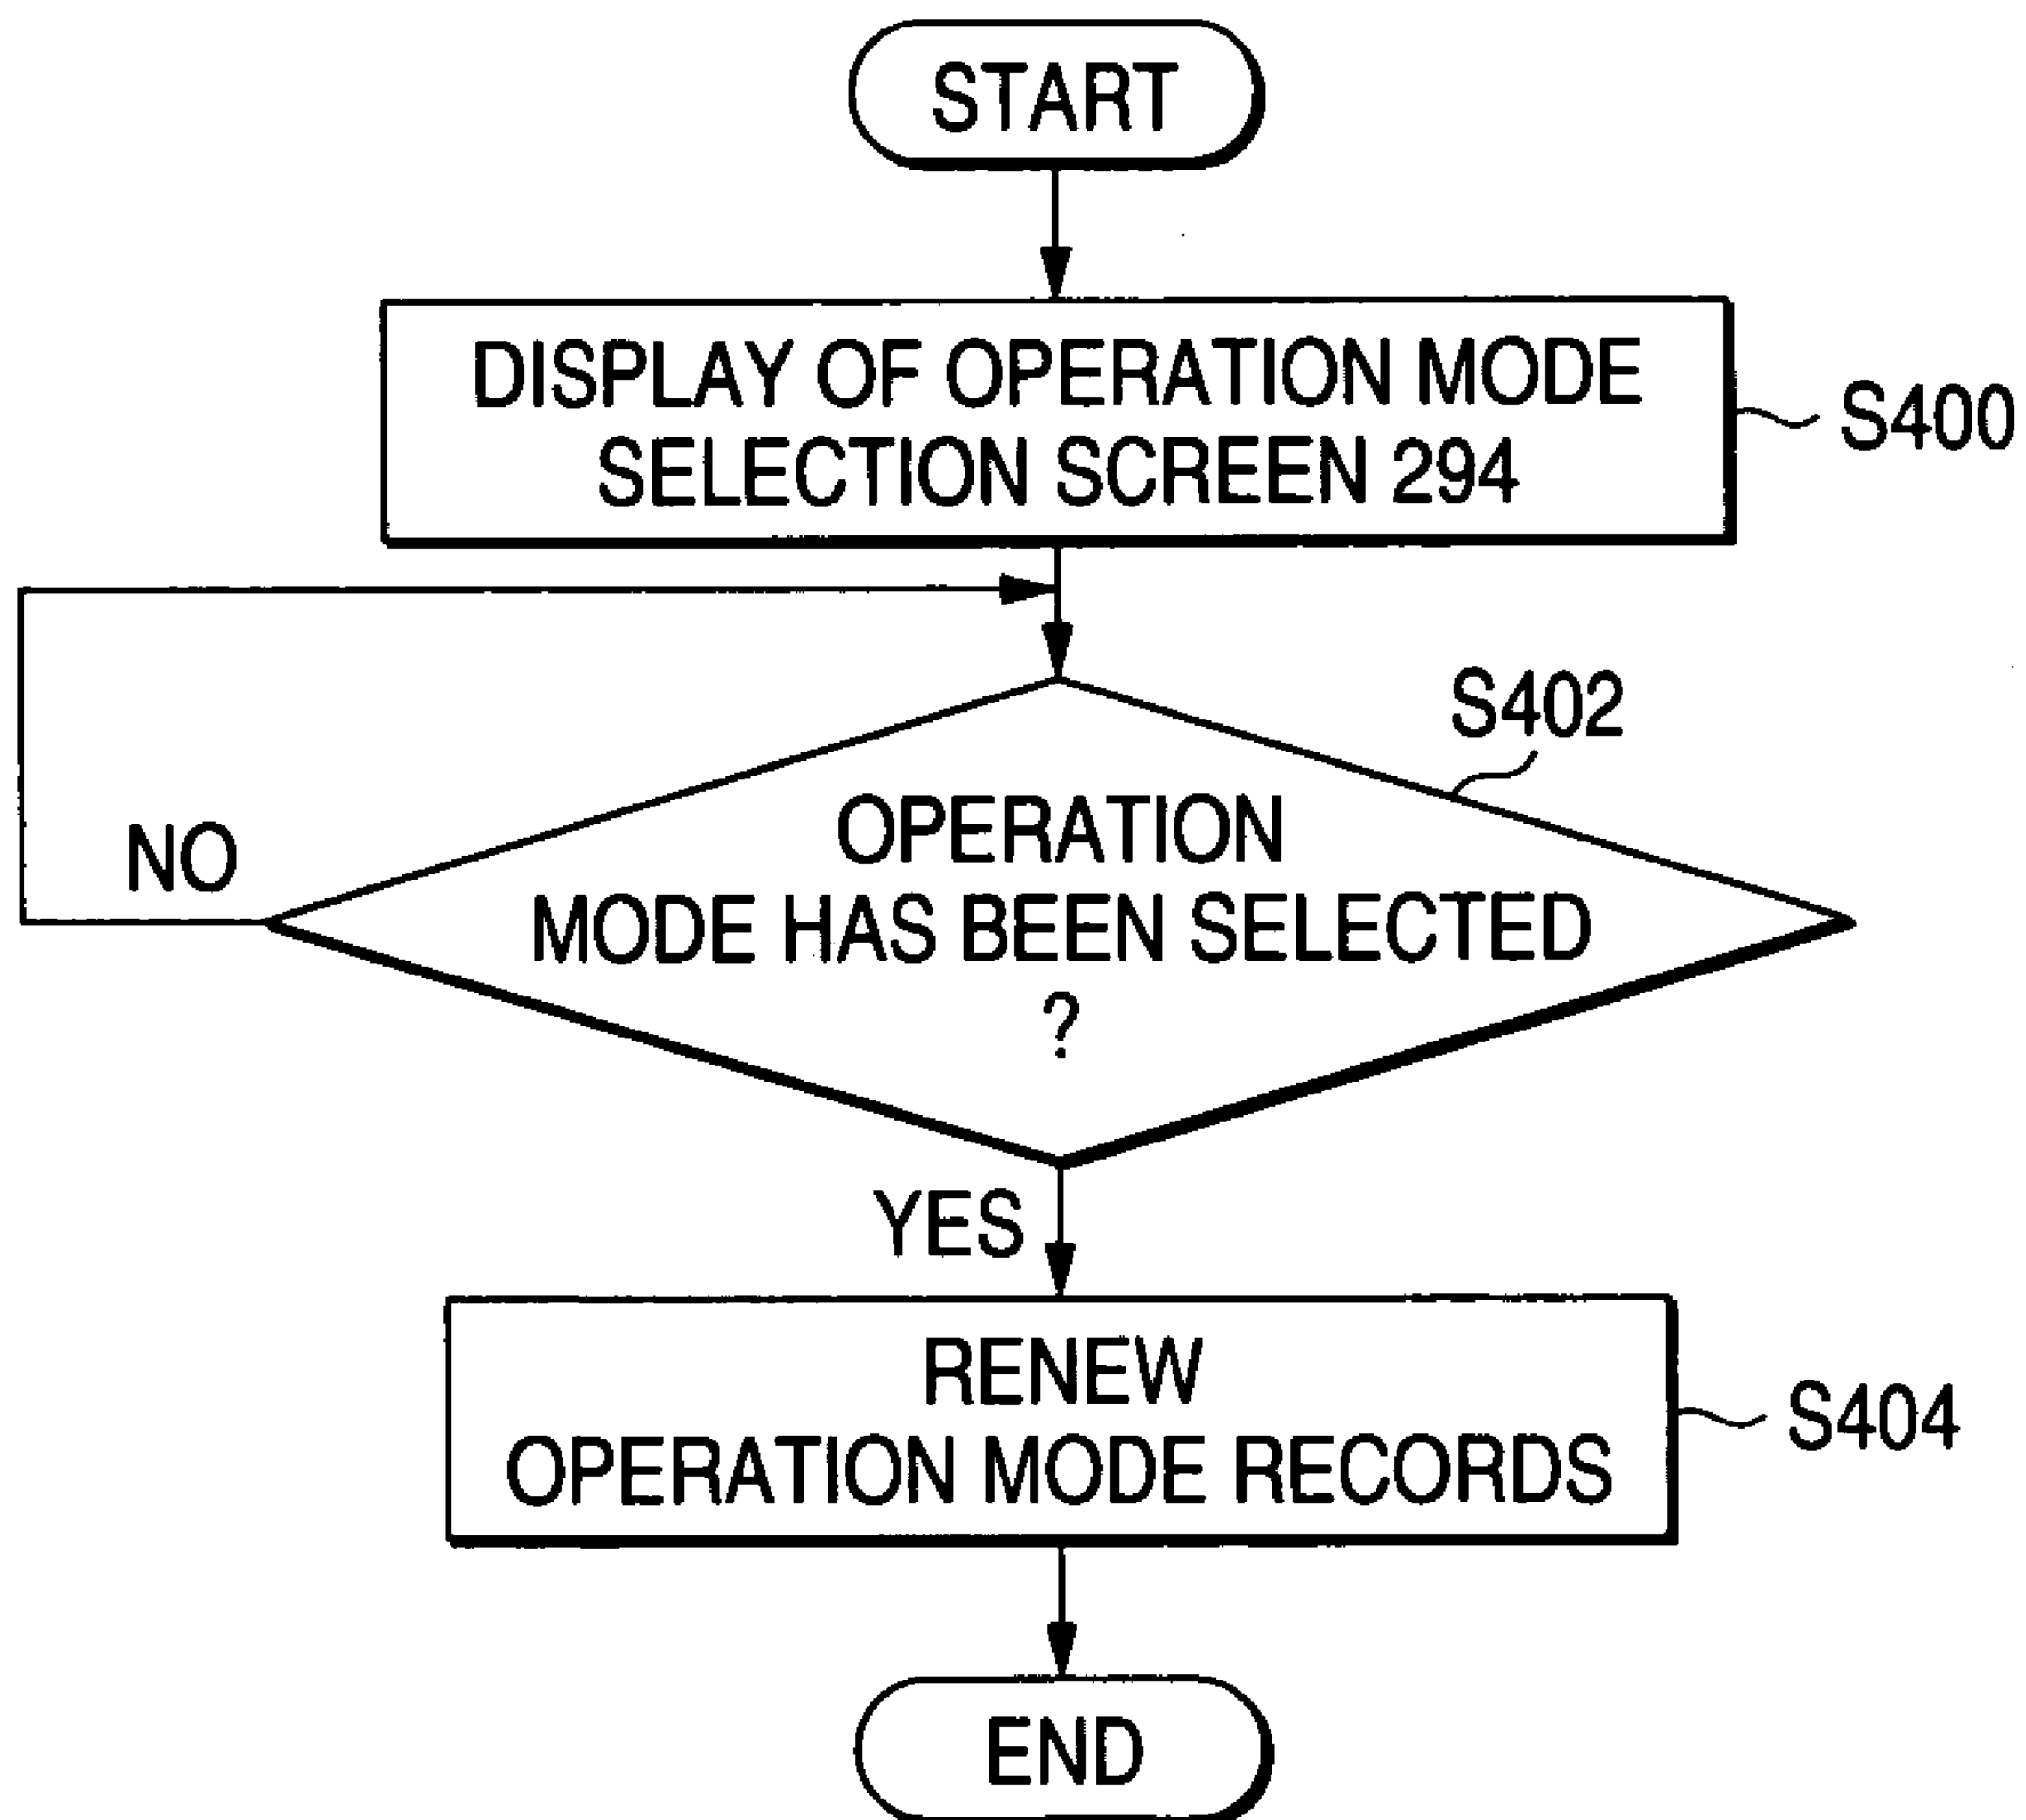 START
DISPLAY OF OPERATION MODE
SELECTION SCREEN 294
S400
S402
OPERATION
MODE HAS BEEN SELECTED
?
NO
YES
RENEW
OPERATION MODE RECORDS
S404
END